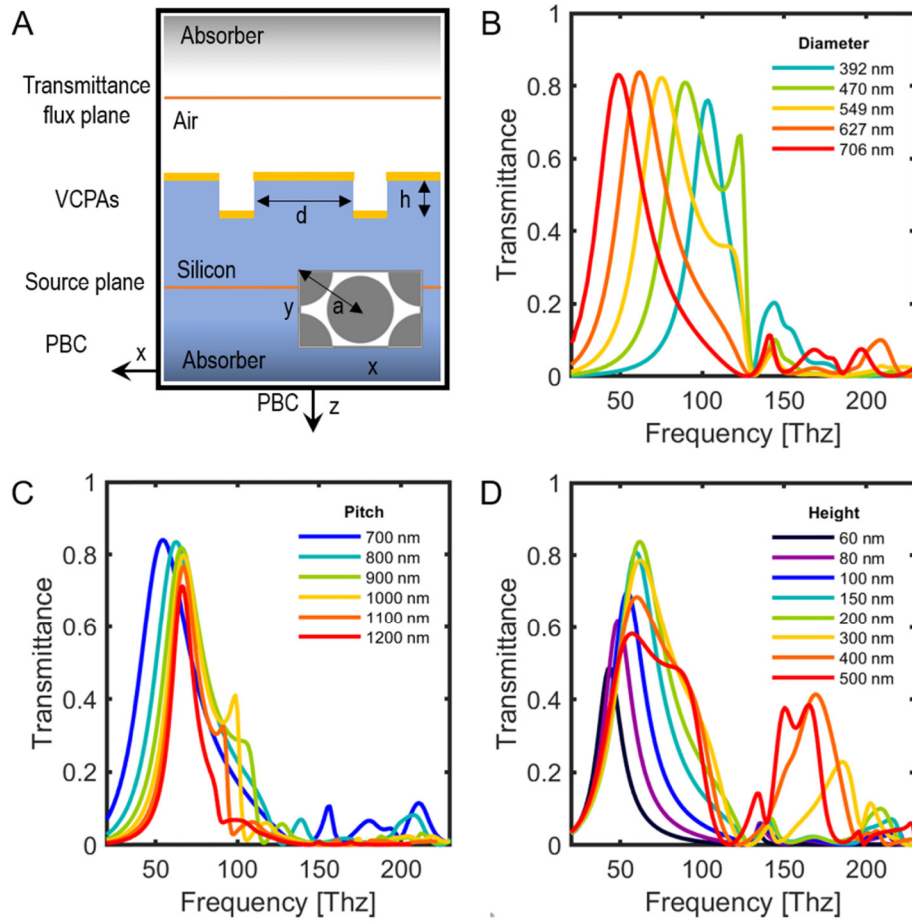 A
Absorber
Transmittance
flux plane
Air
VCPAs
d
h
Silicon
Source plane
y
a
PBC
x
Absorber
x
PBC
z
B
Transmittance
1
0.8
0.6
0.4
0.2
0
Diameter
392 nm
470 nm
549 nm
627 nm
706 nm
50
100
150
200
Frequency [Thz]
C
Transmittance
1
0.8
0.6
0.4
0.2
0
Pitch
700 nm
800 nm
900 nm
1000 nm
1100 nm
1200 nm
50
100
150
200
Frequency [Thz]
D
Transmittance
1
0.8
0.6
0.4
0.2
0
Height
60 nm
80 nm
100 nm
150 nm
200 nm
300 nm
400 nm
500 nm
50
100
150
200
Frequency [Thz]